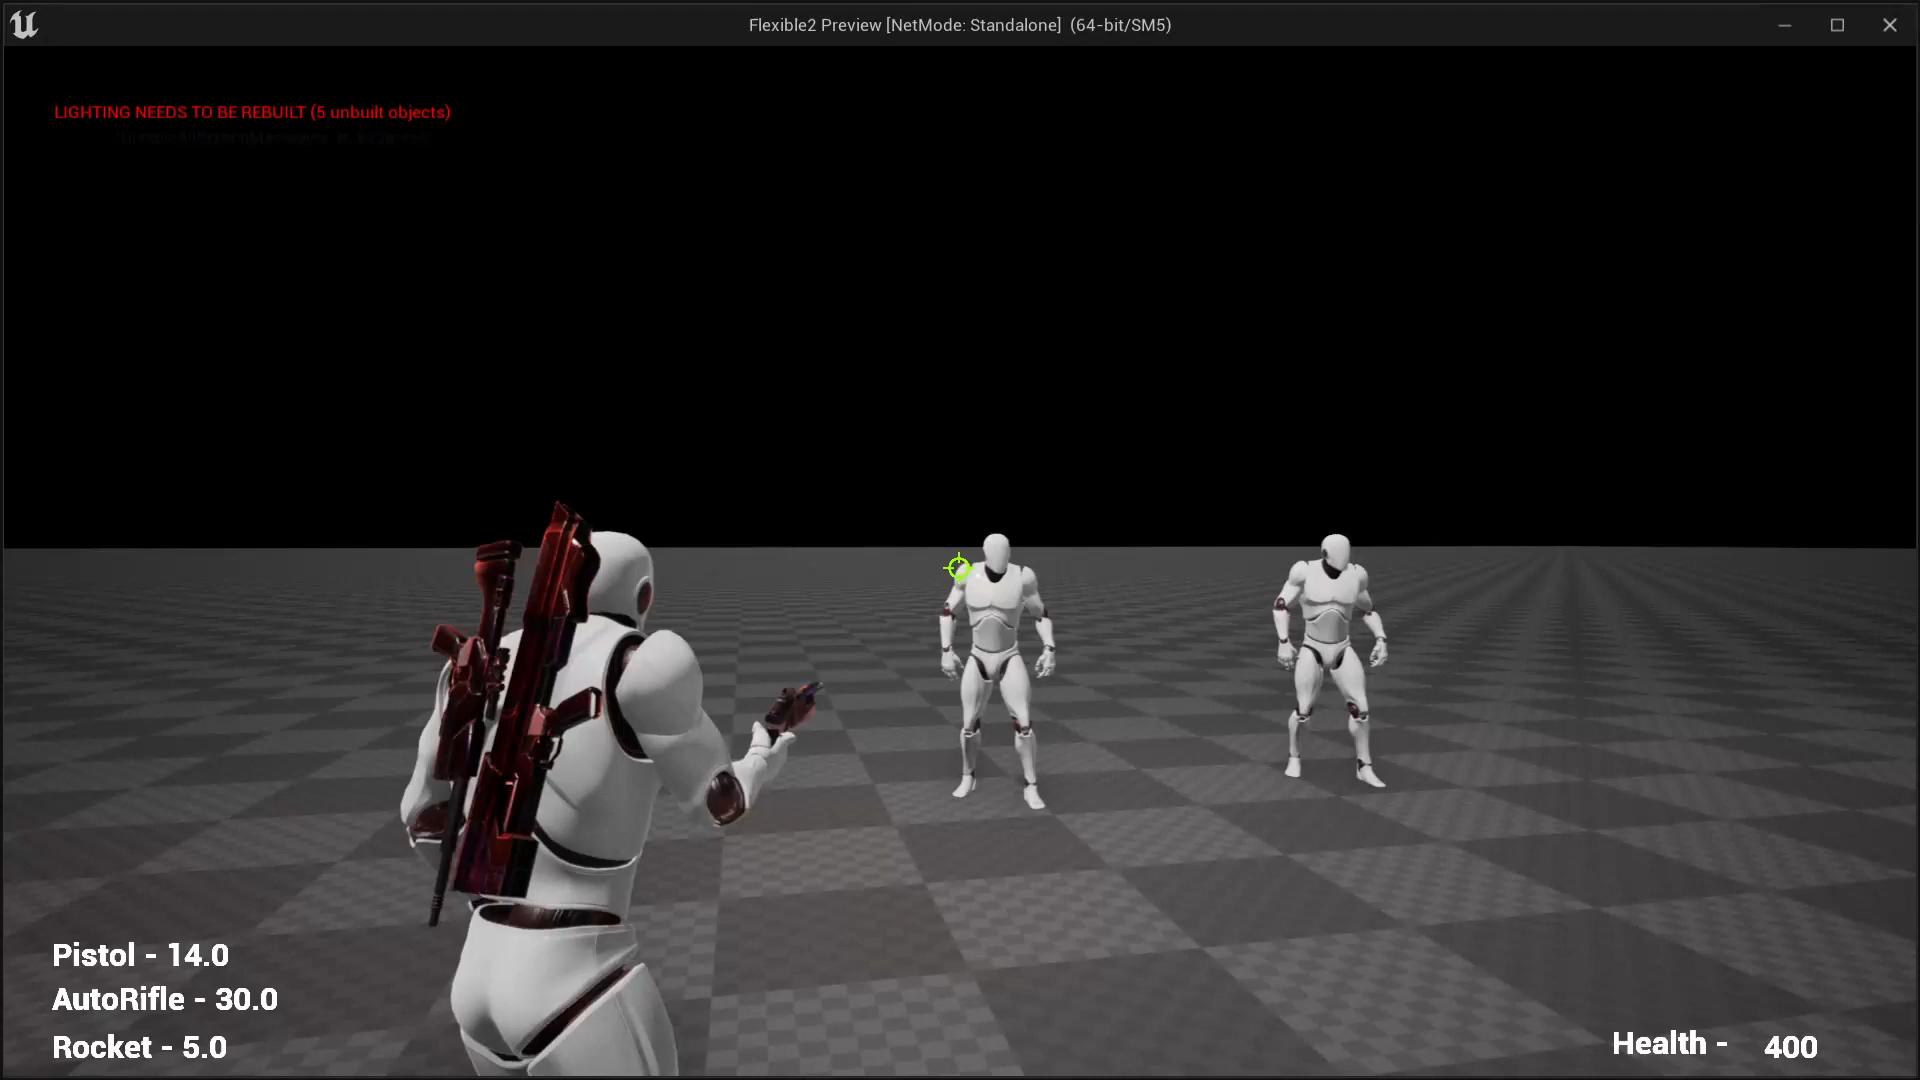 Flexible2 Preview [NetMode: Standalone] (64-bit/SM5)
LIGHTING NEEDS TO BE REBUILT (5 unbuilt objects)
Pistol - 14.0
AutoRifle - 30.0
Rocket - 5.0
Health - 400